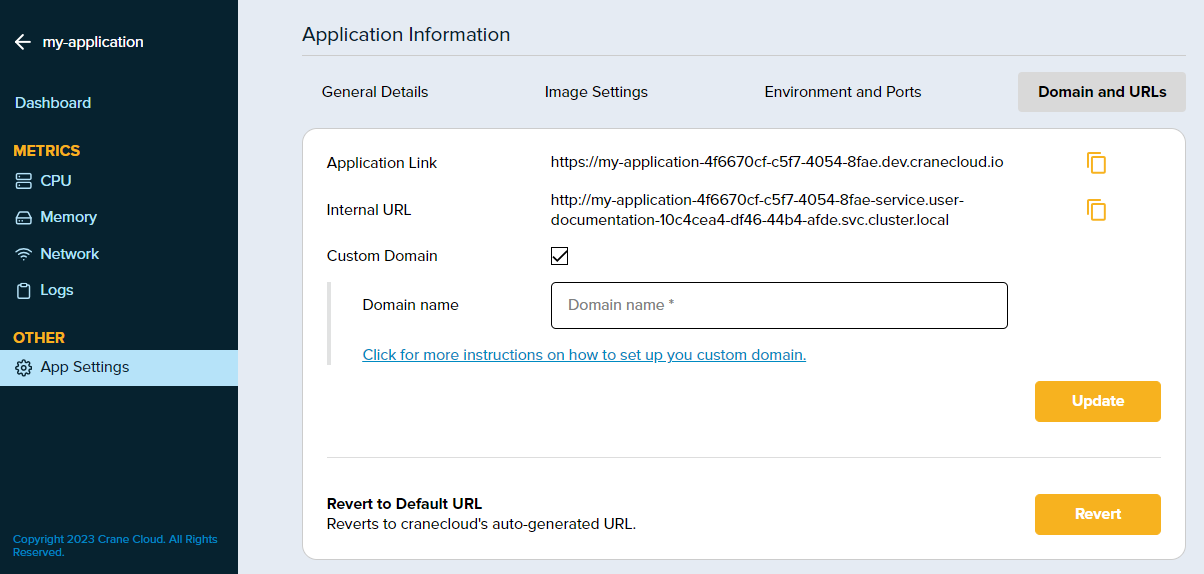 my-application
Dashboard
METRICS
CPU
Memory
Network
Logs
OTHER
App Settings
Copyright 2023 Crane Cloud. All Rights
Reserved.
Application Information
General Details
Image Settings
Environment and Ports
Domain and URLs
Application Link
https://my-application-4f6670cf-c5f7-4054-8fae.dev.cranecloud.io
Internal URL
http://my-application-4f6670cf-c5f7-4054-8fae-service.user-
documentation-10c4cea4-df46-44b4-afde.svc.cluster.local
Custom Domain
Domain name
Domain name *
Click for more instructions on how to set up you custom domain.
Update
Revert to Default URL
Reverts to cranecloud's auto-generated URL.
Revert